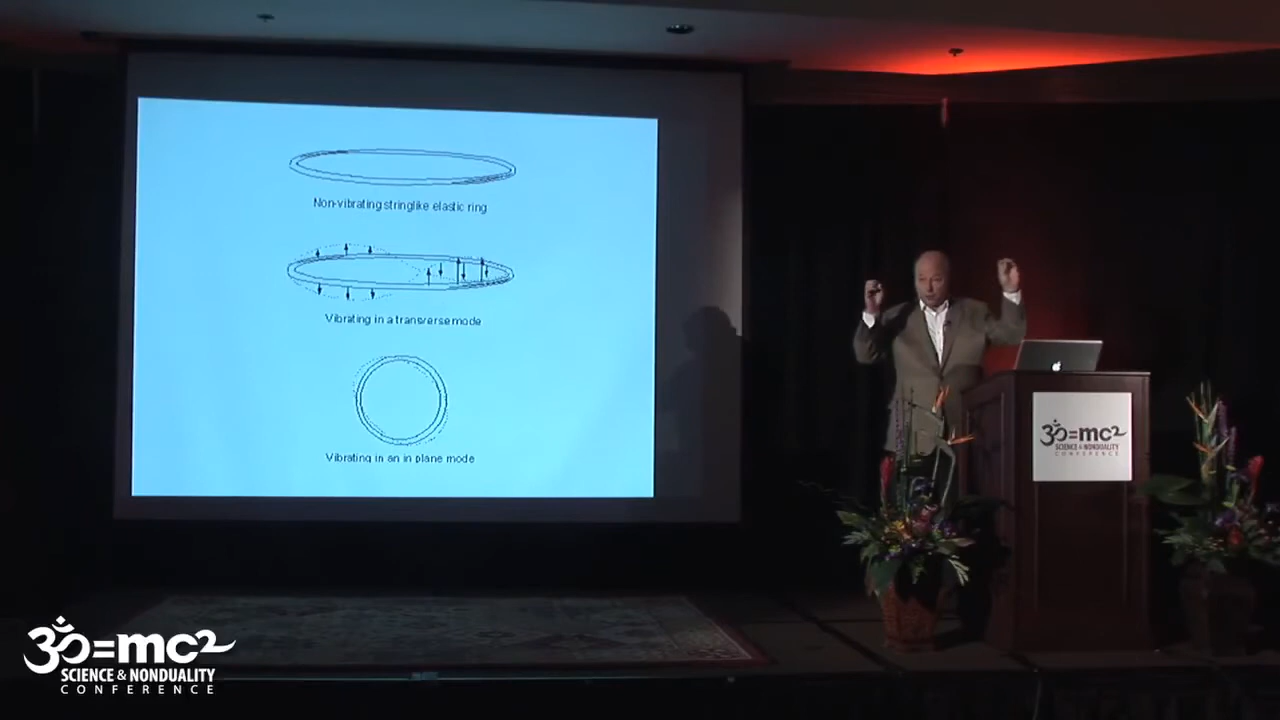 Non-vibrating stringlike elastic ring
Vibrating in a transverse mode
Vibrating in an in plane mode
ॐ=mc2
SCIENCE & NONDUALITY
CONFERENCE
ॐ=mc2
SCIENCE & NONDUALITY
CONFERENCE